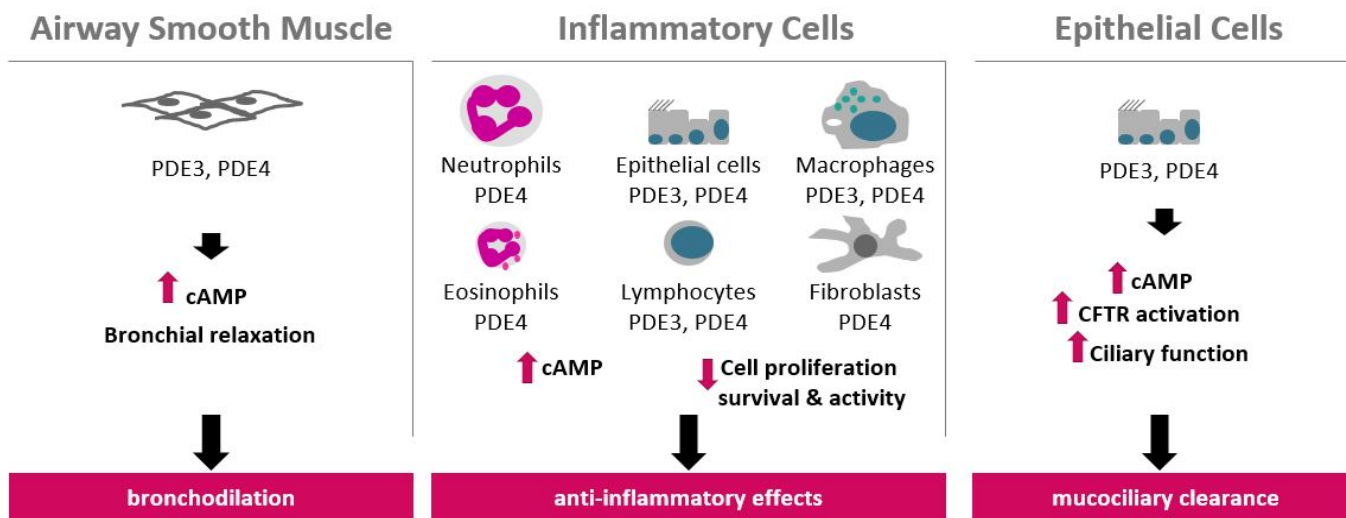 Airway Smooth Muscle
PDE3, PDE4
cAMP
Bronchial relaxation
bronchodilation
Inflammatory Cells
Neutrophils
PDE4
Epithelial cells
PDE3, PDE4
Macrophages
PDE3, PDE4
Eosinophils
PDE4
Lymphocytes
PDE3, PDE4
Fibroblasts
PDE4
cAMP
Cell proliferation
survival & activity
anti-inflammatory effects
Epithelial Cells
PDE3, PDE4
cAMP
CFTR activation
Ciliary function
mucociliary clearance